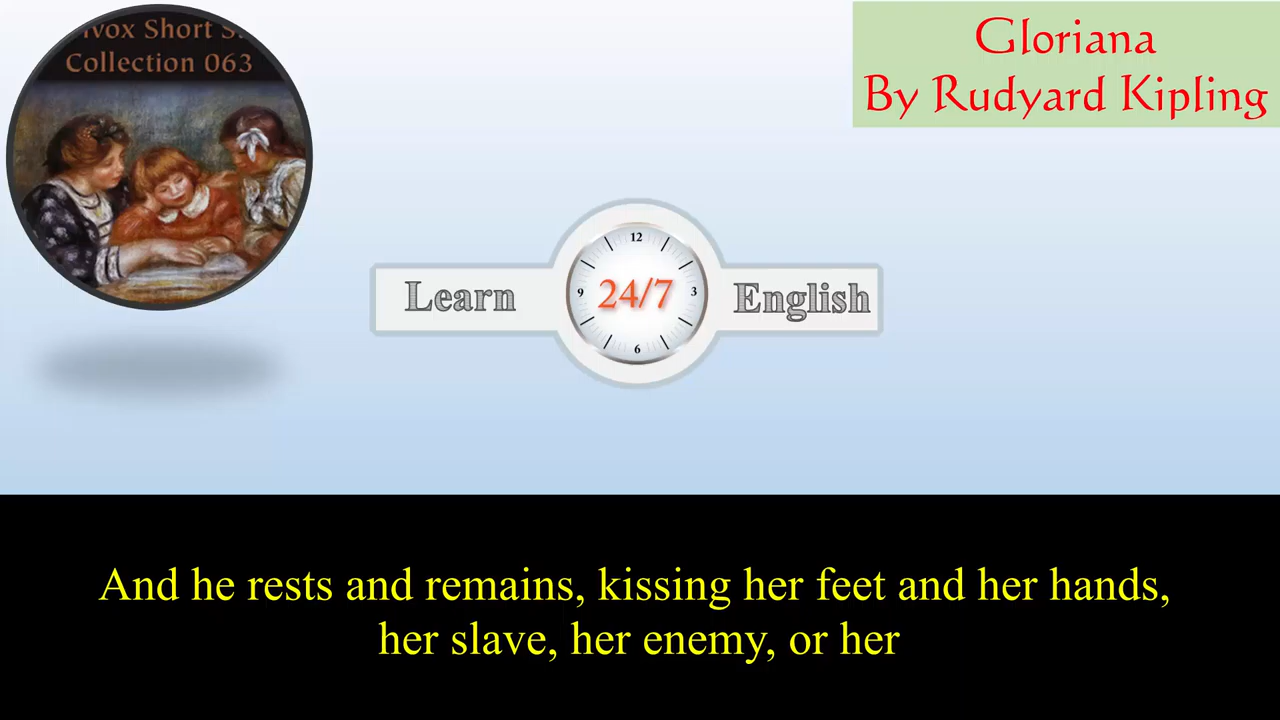 Collection 063
Gloriana
By Rudyard Kipling
Learn 24/7 English
12
9
3
6
And he rests and remains, kissing her feet and her hands,
her slave, her enemy, or her